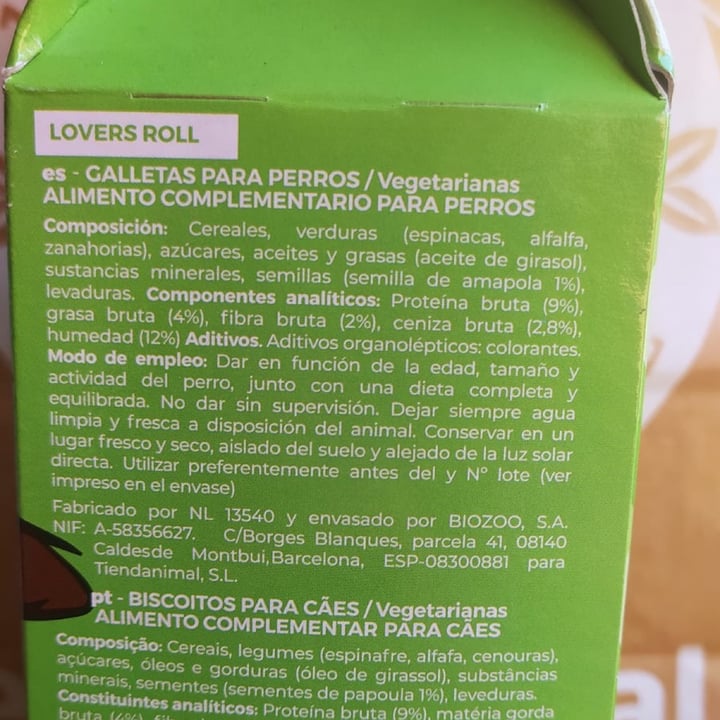 LOVERS ROLL
es - GALLETAS PARA PERROS / Vegetarianas
ALIMENTO COMPLEMENTARIO PARA PERROS
Composición: Cereales, verduras (espinacas, alfalfa,
zanahorias), azúcares, aceites y grasas (aceite de girasol),
sustancias minerales, semillas (semilla de amapola 1%),
levaduras. Componentes analíticos: Proteína bruta (9%),
grasa bruta (4%), fibra bruta (2%), ceniza bruta (2,8%),
humedad (12%) Aditivos. Aditivos organolépticos: colorantes.
Modo de empleo: Dar en función de la edad, tamaño y
actividad del perro, junto con una dieta completa y
equilibrada. No dar sin supervisión. Dejar siempre agua
limpia y fresca a disposición del animal. Conservar en un
lugar fresco y seco, aislado del suelo y alejado de la luz solar
directa. Utilizar preferentemente antes del y Nº lote (ver
impreso en el envase)
Fabricado por NL 13540 y envasado por BIOZOO, S.A.
NIF: A-58356627. C/Borges Blanques, parcela 41, 08140
Caldesde Montbui,Barcelona, ESP-08300881 para
Tiendanimal, S.L.
pt - BISCOITOS PARA CÃES / Vegetarianas
ALIMENTO COMPLEMENTAR PARA CÃES
Composição: Cereais, legumes (espinafre, alfafa, cenouras),
açúcares, óleos e gorduras (óleo de girassol), substâncias
minerais, sementes (sementes de papoula 1%), leveduras.
Constituintes analíticos: Proteína bruta (9%), matéria gorda
bruta (4%),